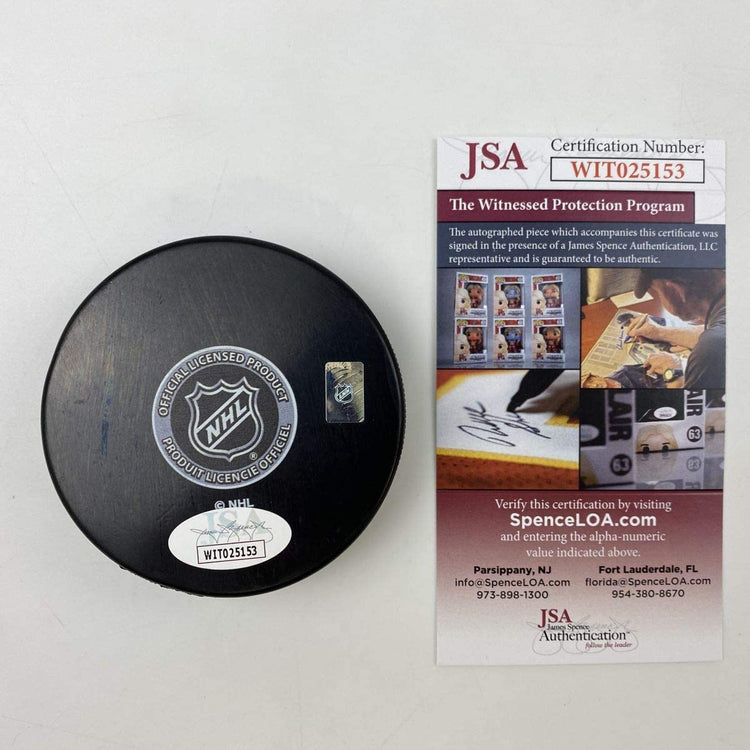 OFFICIAL LICENSED PRODUCT
NHL
PRODUIT LICENCIE OFFICIEL
®
© NHL
JSA
WIT025153
JSA
Certification Number:
WIT025153
The Witnessed Protection Program
The autographed piece which accompanies this certificate was
signed in the presence of a James Spence Authentication, LLC
representative and is guaranteed to be authentic.
LAIR
63
LAIR
63
Verify this certification by visiting
SpenceLOA.com
and entering the alpha-numeric
value indicated above.
Parsippany, NJ
info@SpenceLOA.com
973-898-1300
Fort Lauderdale, FL
florida@SpenceLOA.com
954-380-8670
JSA
James Spence
Authentication
follow the leader